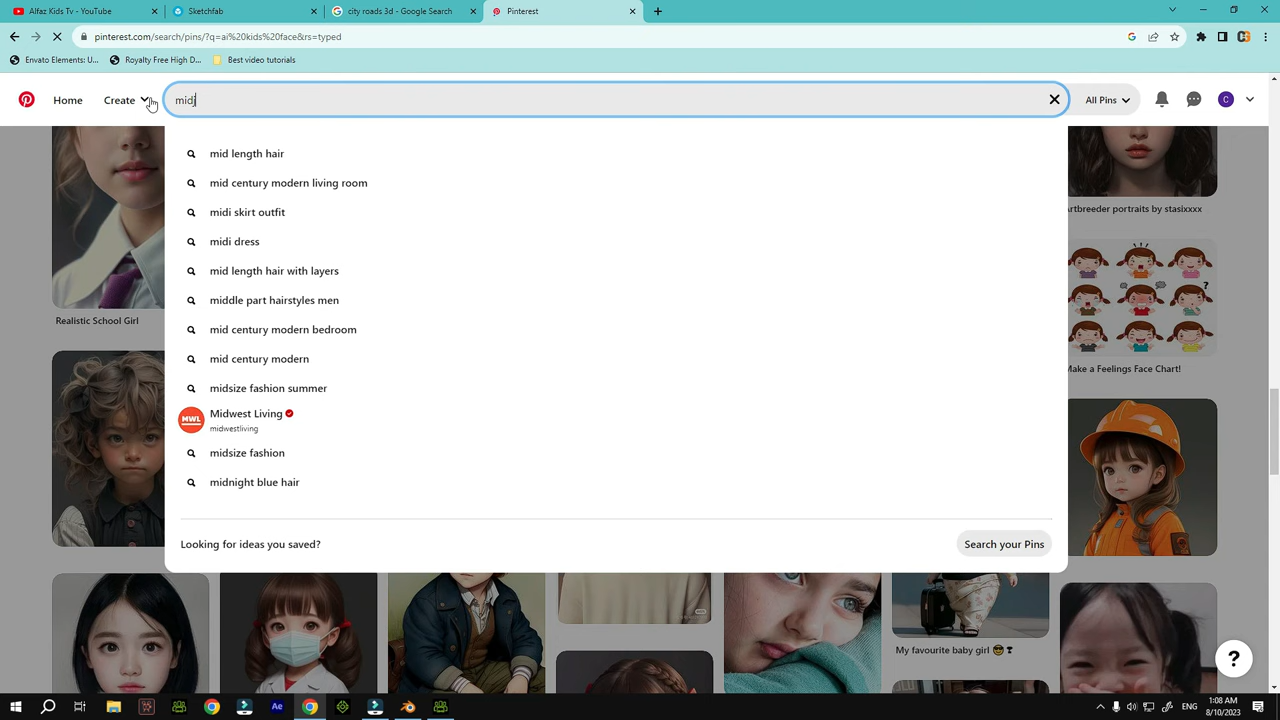 Alfaz Kids Tv - YouTube
Sketchfab
city roads 3d - Google Search
Pinterest
pinterest.com/search/pins/?q=ai%20kids%20face&rs=typed
Envato Elements: U...
Royalty Free High D...
Best video tutorials
Home
Create
midj
All Pins
C
mid length hair
mid century modern living room
midi skirt outfit
midi dress
mid length hair with layers
middle part hairstyles men
mid century modern bedroom
mid century modern
midsize fashion summer
MWL
Midwest Living
midwestliving
midsize fashion
midnight blue hair
Looking for ideas you saved?
Search your Pins
Realistic School Girl
Artbreeder portraits by stasixxxx
Make a Feelings Face Chart!
My favourite baby girl 😎❣
?
Ae
ENG
1:08 AM
8/10/2023